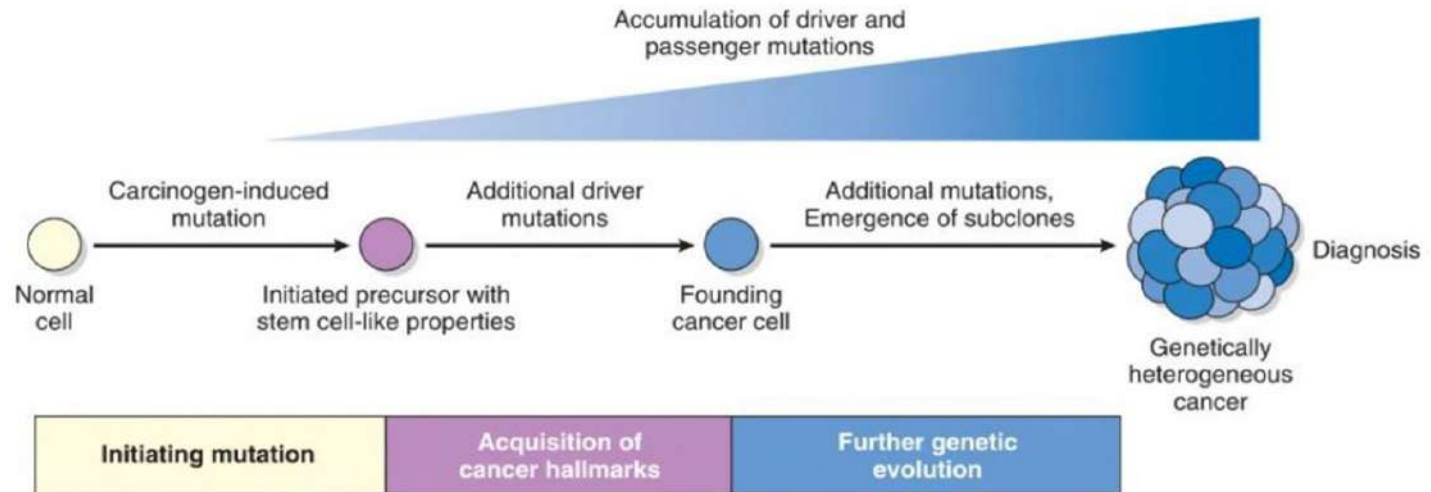 Accumulation of driver and
passenger mutations
Carcinogen-induced
mutation
Additional driver
mutations
Additional mutations,
Emergence of subclones
Normal
cell
Initiated precursor with
stem cell-like properties
Founding
cancer cell
Diagnosis
Genetically
heterogeneous
cancer
Initiating mutation
Acquisition of
cancer hallmarks
Further genetic
evolution